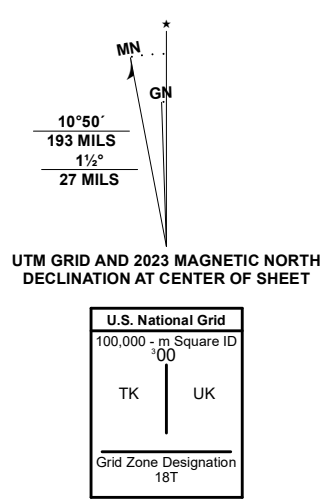 ★
MN
GN
10°50´
193 MILS
1½°
27 MILS
UTM GRID AND 2023 MAGNETIC NORTH
DECLINATION AT CENTER OF SHEET
U.S. National Grid
100,000 - m Square ID
³00
TK UK
Grid Zone Designation
18T